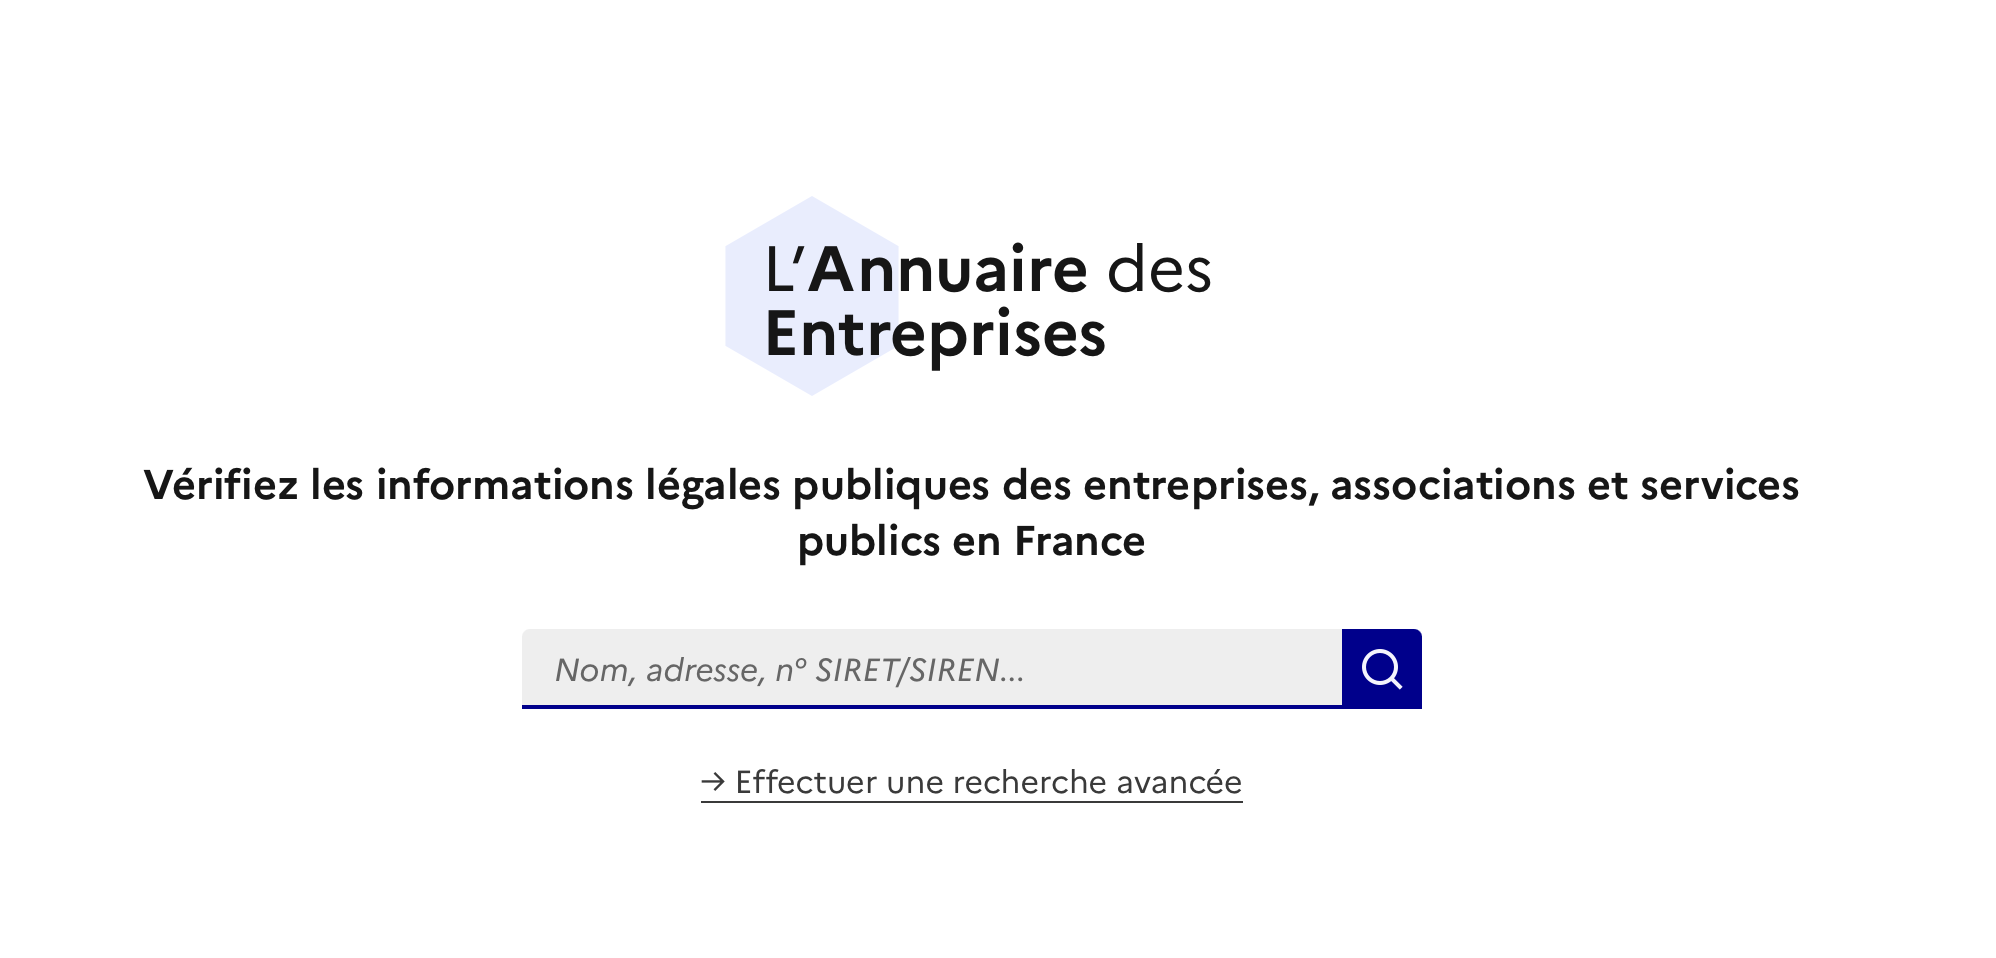 L’Annuaire des
Entreprises
Vérifiez les informations légales publiques des entreprises, associations et services
publics en France
Nom, adresse, n° SIRET/SIREN...
→ Effectuer une recherche avancée